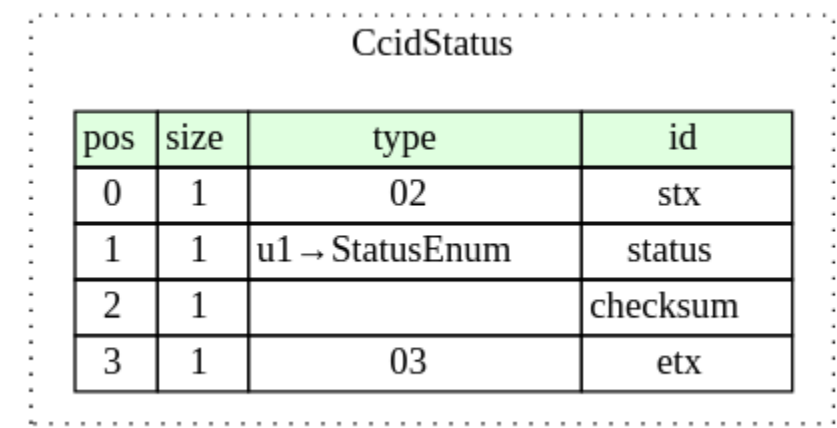 CcidStatus
pos size type id
0 1 02 stx
1 1 u1→StatusEnum status
2 1 checksum
3 1 03 etx